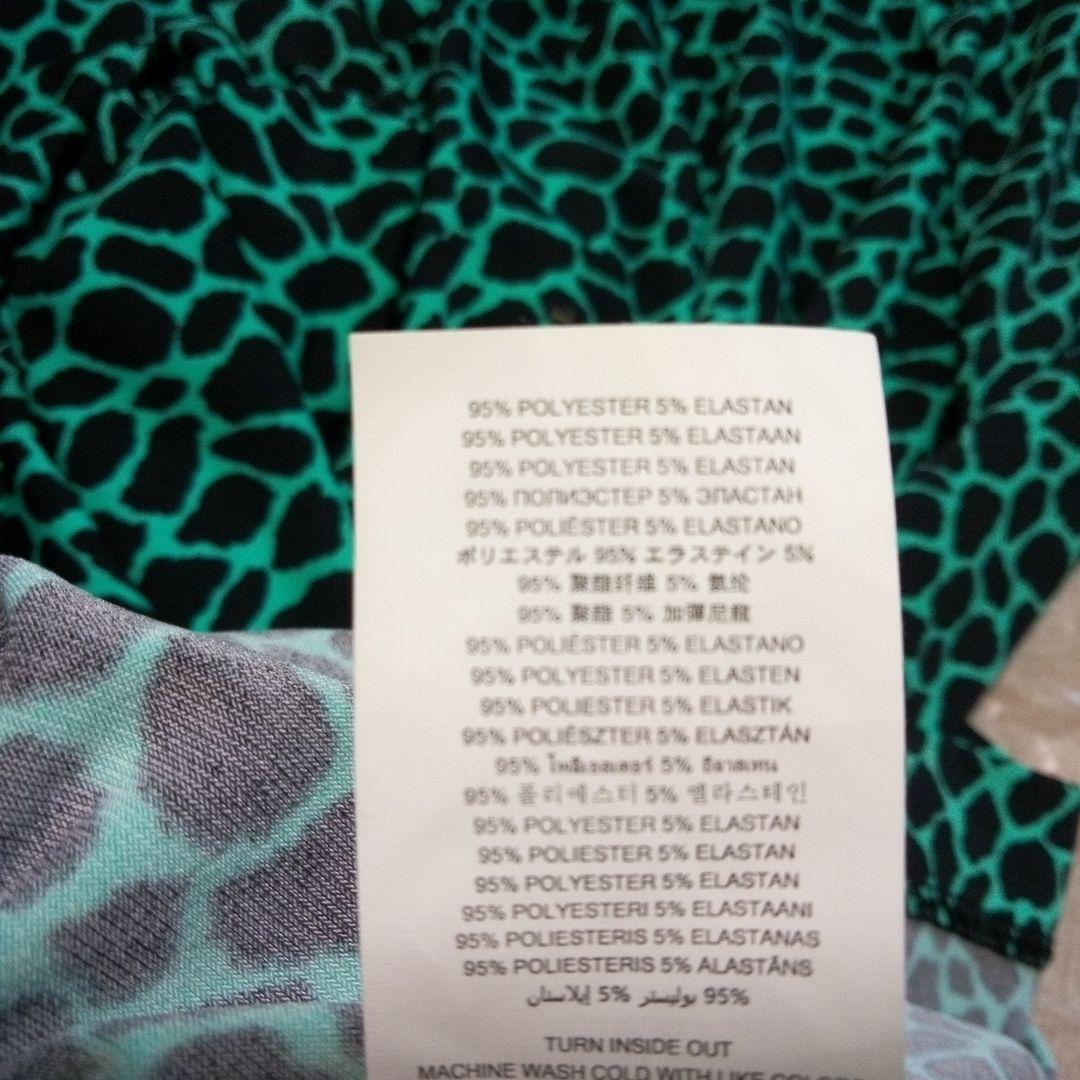 95% POLYESTER 5% ELASTAN
95% POLYESTER 5% ELASTAAN
95% POLYESTER 5% ELASTAN
95% ПОЛИЭСТЕР 5% ЭЛАСТАН
95% POLIÉSTER 5% ELASTANO
ポリエステル 95% エラステイン 5%
95% 聚酯纤维 5% 氨纶
95% 聚酯 5% 加彈尼龍
95% POLIÉSTER 5% ELASTANO
95% POLYESTER 5% ELASTEN
95% POLIESTER 5% ELASTIK
95% POLIÉSZTER 5% ELASZTÁN
95% โพลีเอสเตอร์ 5% อีลาสเทน
95% 폴리에스터 5% 엘라스테인
95% POLYESTER 5% ELASTAN
95% POLIESTER 5% ELASTAN
95% POLYESTER 5% ELASTAN
95% POLYESTERI 5% ELASTAANI
95% POLIESTERIS 5% ELASTANAS
95% POLIESTERIS 5% ALASTĀNS
95% بوليستر 5% إيلاستان
TURN INSIDE OUT
MACHINE WASH COLD WITH LIKE COLORS